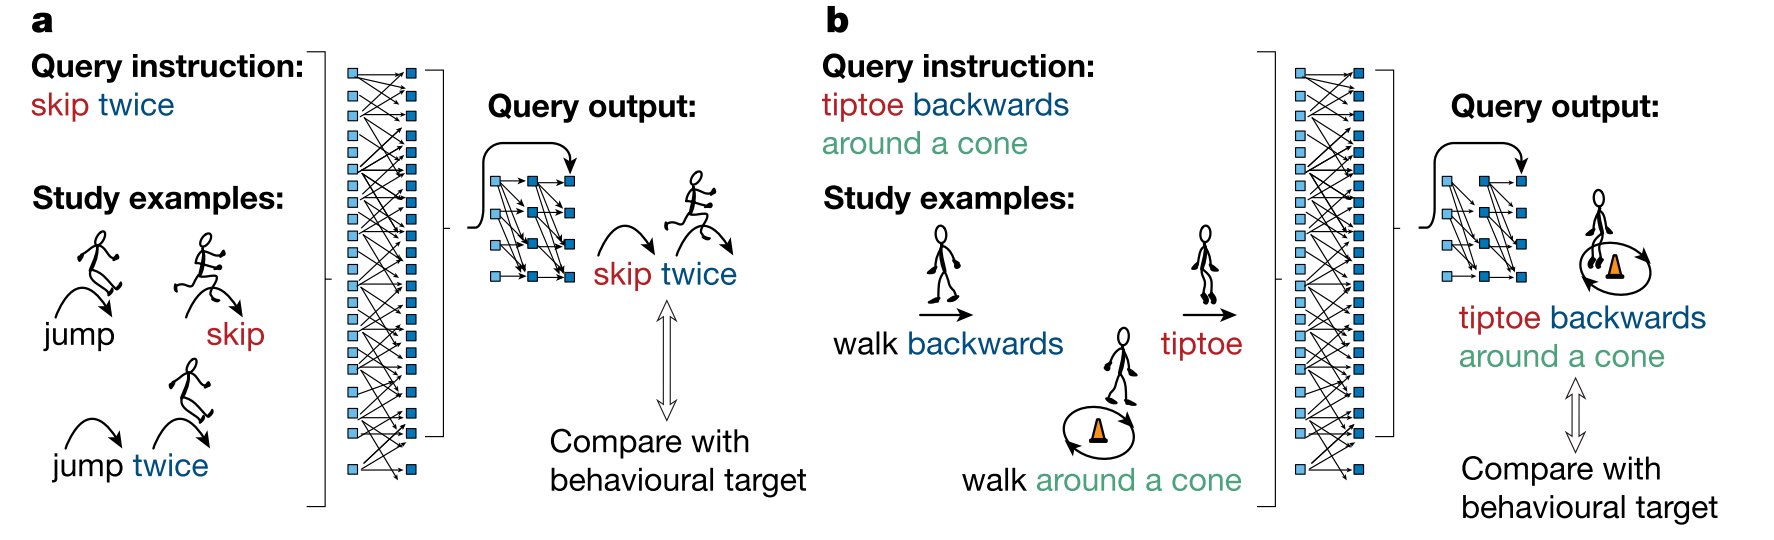 a
Query instruction:
skip twice
Study examples:
jump
skip
jump twice
Query output:
skip twice
Compare with
behavioural target
b
Query instruction:
tiptoe backwards
around a cone
Study examples:
walk backwards
tiptoe
walk around a cone
Query output:
tiptoe backwards
around a cone
Compare with
behavioural target